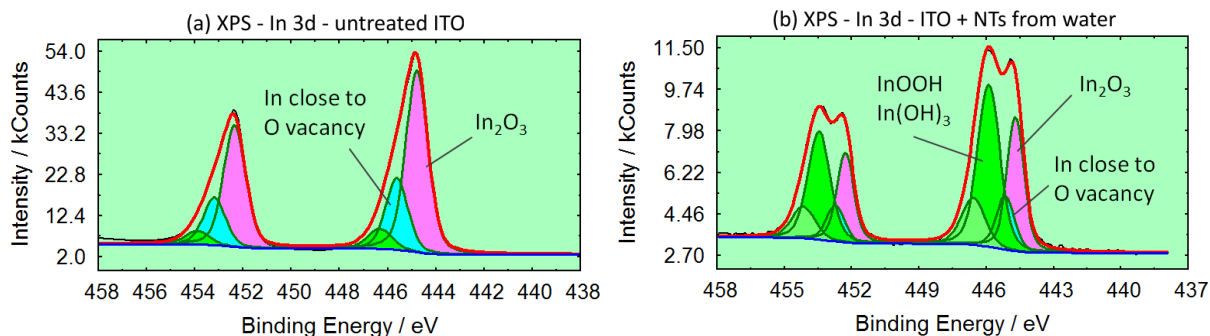 (a) XPS - In 3d - untreated ITO
Intensity / kCounts
54.0
43.6
33.2
22.8
12.4
2.0
In close to
O vacancy
In₂O₃
458 456 454 452 450 448 446 444 442 440 438
Binding Energy / eV
(b) XPS - In 3d - ITO + NTs from water
Intensity / kCounts
11.50
9.74
7.98
6.22
4.46
2.70
InOOH
In(OH)₃
In₂O₃
In close to
O vacancy
458 455 452 449 446 443 440 437
Binding Energy / eV